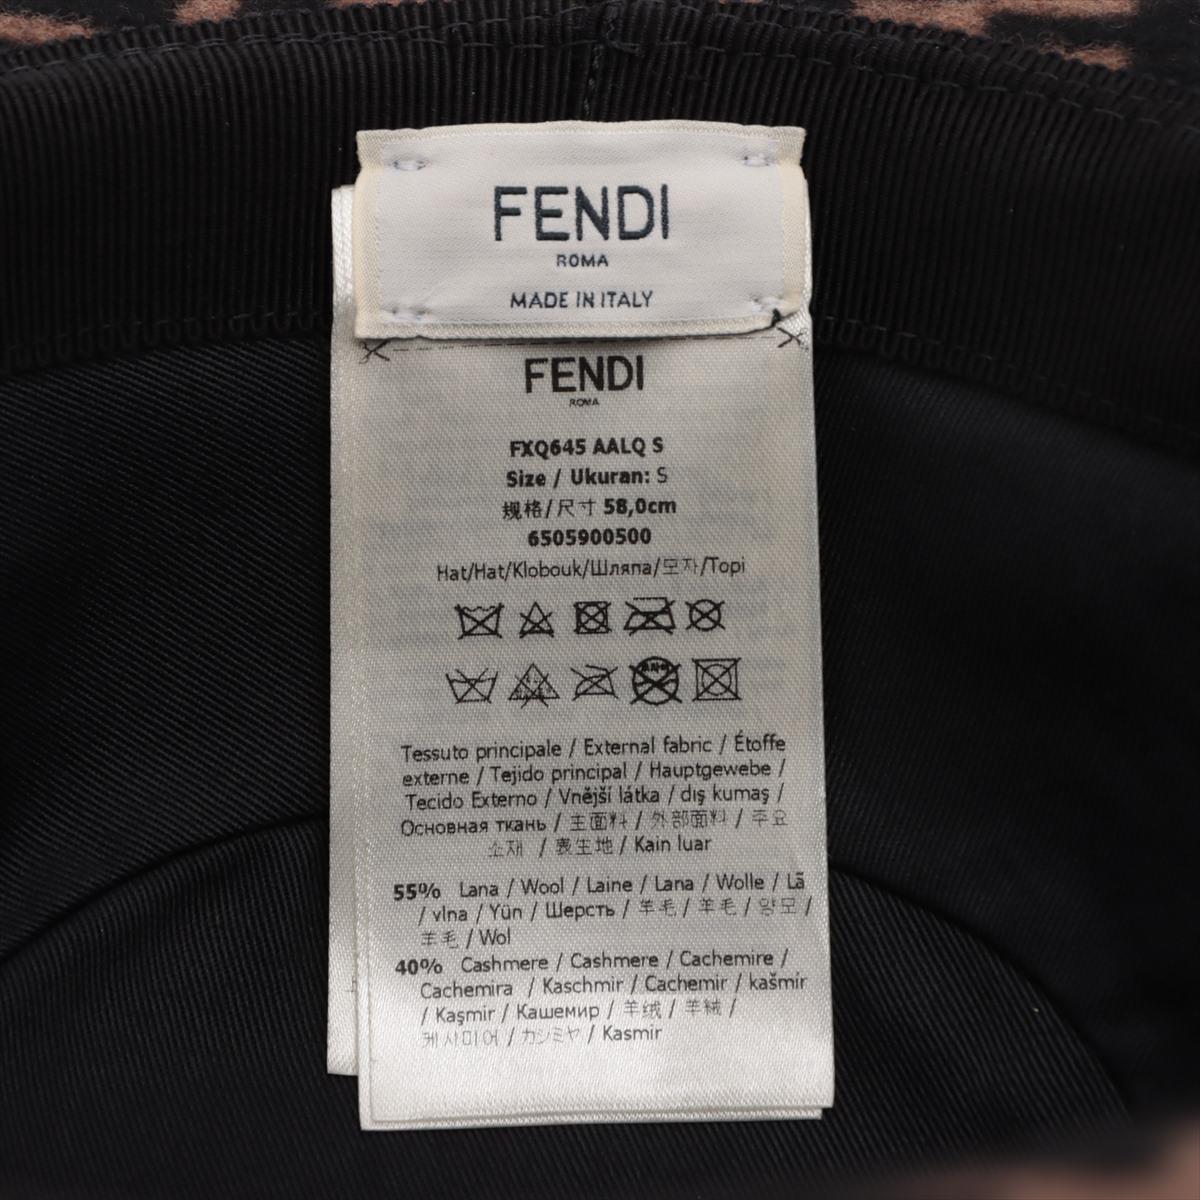 FENDI
ROMA
MADE IN ITALY
FENDI
ROMA
FXQ645 AALQ S
Size / Ukuran: S
规格/尺寸 58,0cm
6505900500
Hat/Hat/Klobouk/Шляпа/모자/Topi
Tessuto principale / External fabric / Étoffe
externe / Tejido principal / Hauptgewebe /
Tecido Externo / Vnější látka / dış kumaş /
Основная ткань / 主面料 / 外部面料 / 주요
소재 / 表生地 / Kain luar
55% Lana / Wool / Laine / Lana / Wolle / Lã
/ vlna / Yün / Шерсть / 羊毛 / 羊毛 / 양모 /
羊毛 / Wol
40% Cashmere / Cashmere / Cachemire /
Cachemira / Kaschmir / Cachemir / kašmír
/ Kaşmir / Кашемир / 羊绒 / 羊絨 /
캐시미어 / カシミヤ / Kasmir